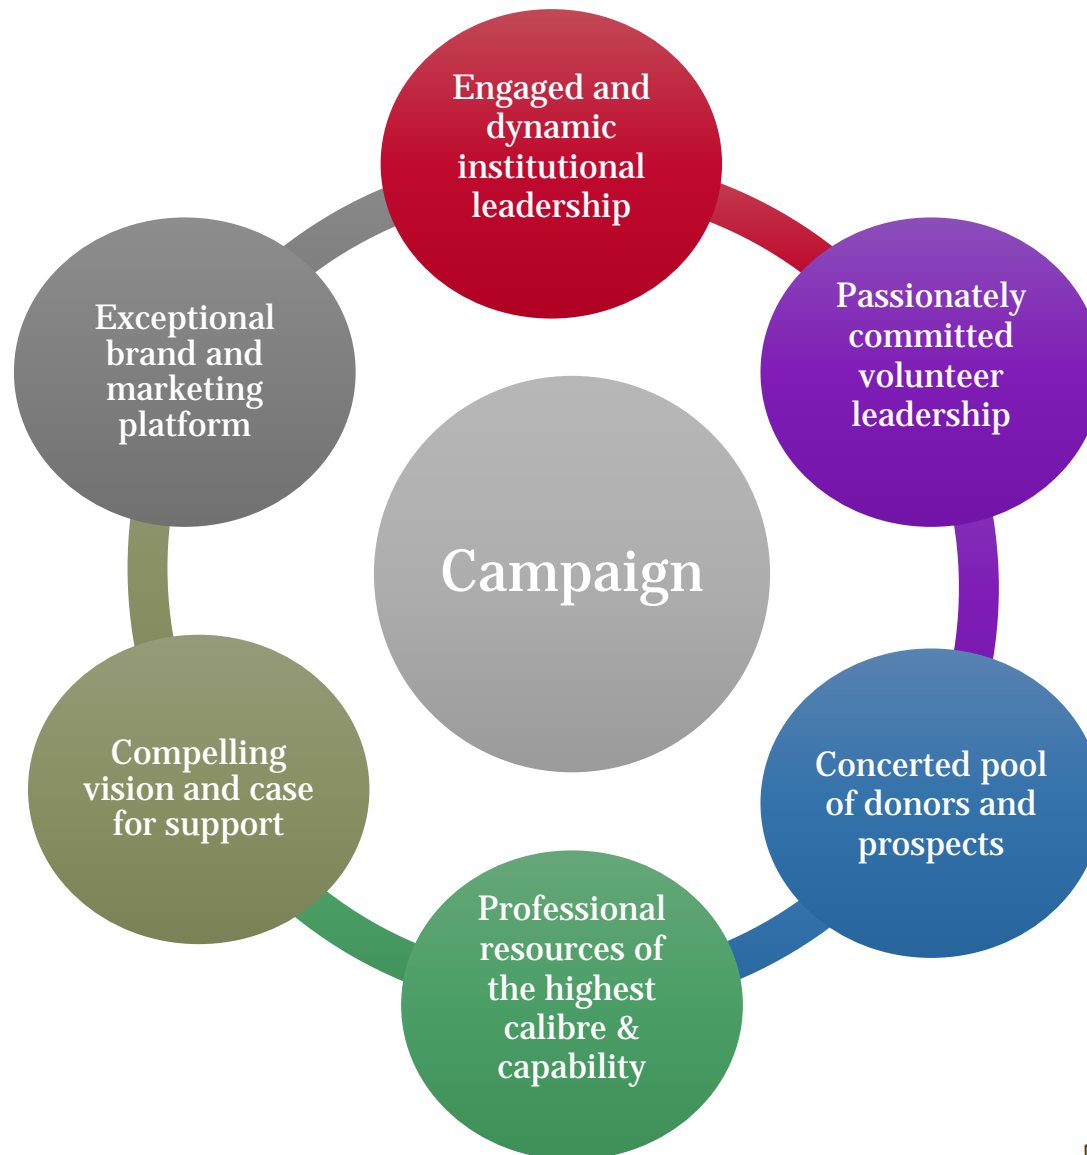 Engaged and
dynamic
institutional
leadership
Passionately
committed
volunteer
leadership
Concerted pool
of donors and
prospects
Professional
resources of
the highest
calibre &
capability
Compelling
vision and case
for support
Exceptional
brand and
marketing
platform
Campaign